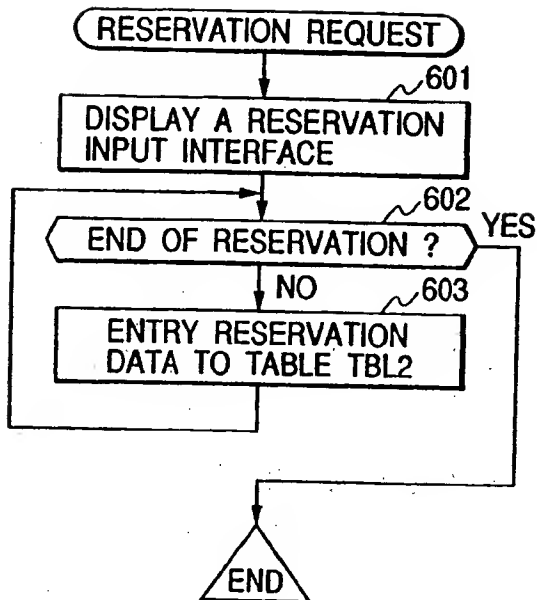 RESERVATION REQUEST
601
DISPLAY A RESERVATION
INPUT INTERFACE
602
END OF RESERVATION ?
YES
NO
603
ENTRY RESERVATION
DATA TO TABLE TBL2
END